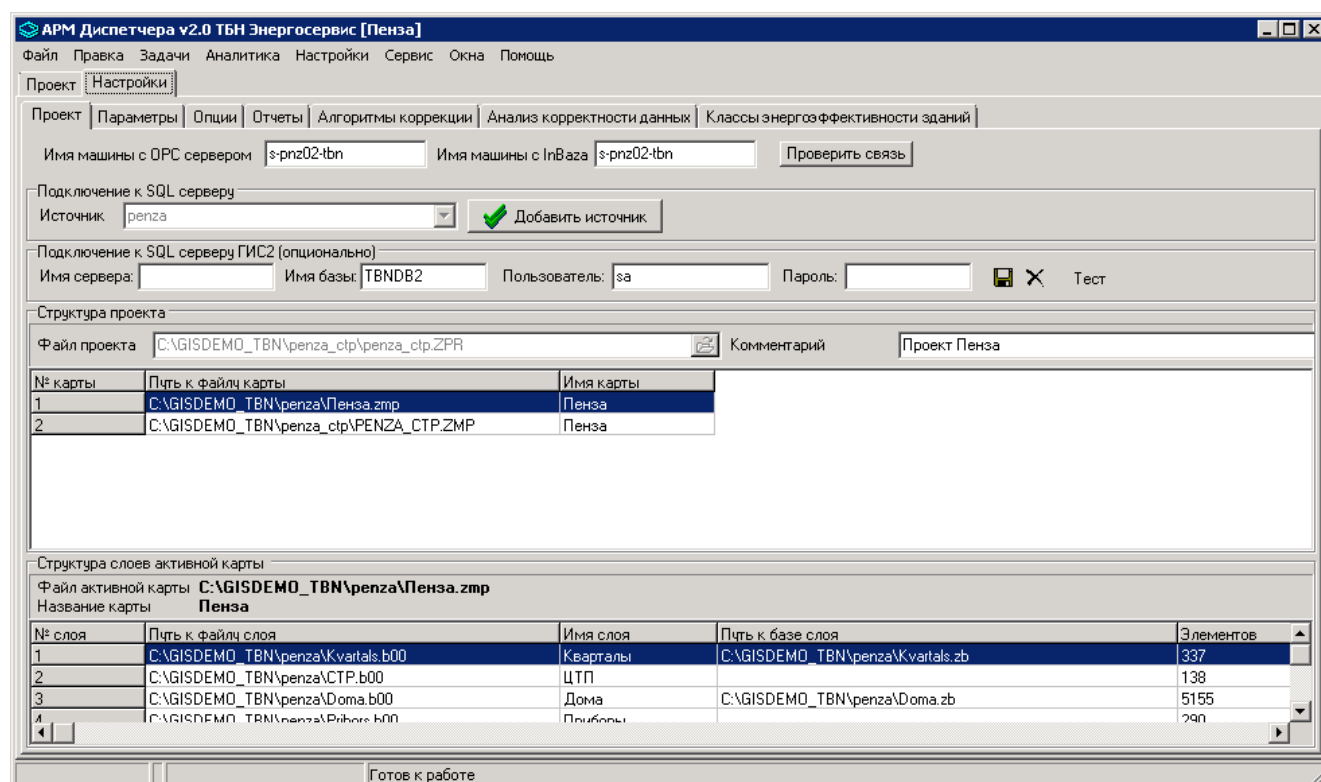 АРМ Диспетчера v2.0 ТБН Энергосервис [Пенза]
Файл Правка Задачи Аналитика Настройки Сервис Окна Помощь
Проект Настройки
Проект Параметры Опции Отчеты Алгоритмы коррекции Анализ корректности данных Классы энергоэффективности зданий
Имя машины с OPC сервером s-pnz02-tbn Имя машины с InBaza s-pnz02-tbn Проверить связь
Подключение к SQL серверу
Источник penza Добавить источник
Подключение к SQL серверу ГИС2 (опционально)
Имя сервера: Имя базы: TBNDB2 Пользователь: sa Пароль: Тест
Структура проекта
Файл проекта C:\GISDEMO_TBN\penza_ctp\penza_ctp.ZPR Комментарий Проект Пенза
№ карты Путь к файлу карты Имя карты
1 C:\GISDEMO_TBN\penza\Пенза.zmp Пенза
2 C:\GISDEMO_TBN\penza_ctp\PENZA_CTP.ZMP Пенза
Структура слоев активной карты
Файл активной карты C:\GISDEMO_TBN\penza\Пенза.zmp
Название карты Пенза
№ слоя Путь к файлу слоя Имя слоя Путь к базе слоя Элементов
1 C:\GISDEMO_TBN\penza\Kvartals.b00 Кварталы C:\GISDEMO_TBN\penza\Kvartals.zb 337
2 C:\GISDEMO_TBN\penza\CTP.b00 ЦТП 138
3 C:\GISDEMO_TBN\penza\Doma.b00 Дома C:\GISDEMO_TBN\penza\Doma.zb 5155
4 C:\GISDEMO_TBN\penza\Pribors.b00 Приборы 290
Готов к работе